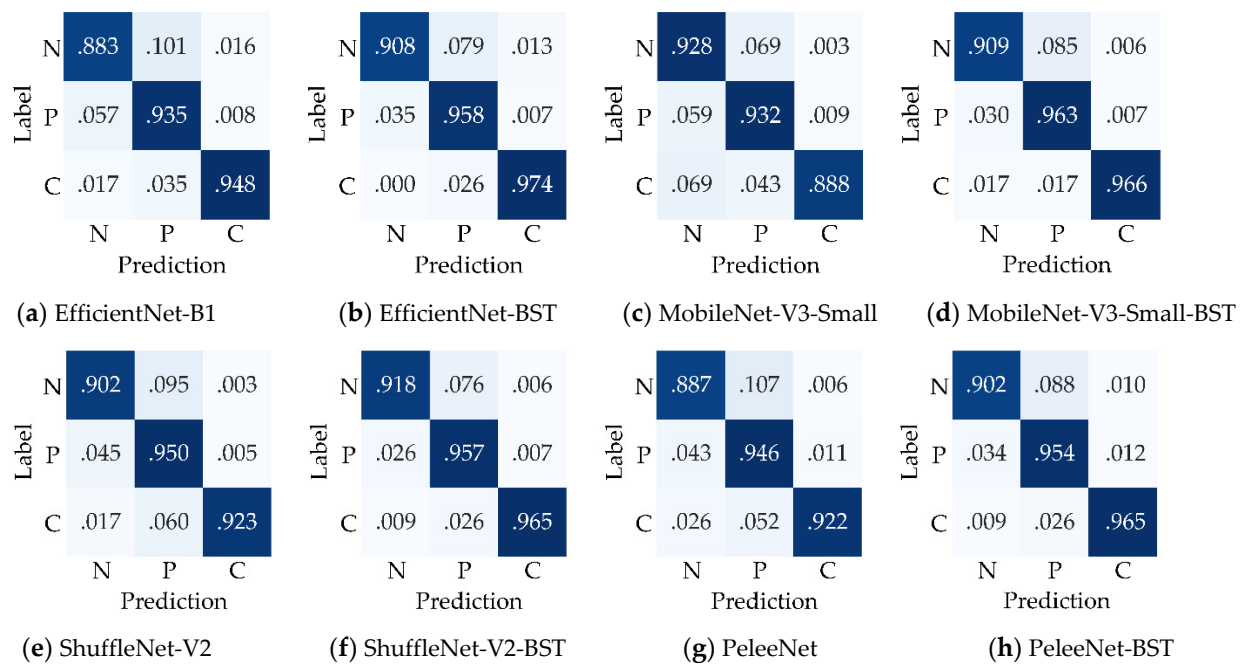 N .883 .101 .016 N .908 .079 .013 N .928 .069 .003 N .909 .085 .006
Label P .057 .935 .008 Label P .035 .958 .007 Label P .059 .932 .009 Label P .030 .963 .007
C .017 .035 .948 C .000 .026 .974 C .069 .043 .888 C .017 .017 .966
N P C N P C N P C N P C
Prediction Prediction Prediction Prediction
(a) EfficientNet-B1 (b) EfficientNet-BST (c) MobileNet-V3-Small (d) MobileNet-V3-Small-BST
N .902 .095 .003 N .918 .076 .006 N .887 .107 .006 N .902 .088 .010
Label P .045 .950 .005 Label P .026 .957 .007 Label P .043 .946 .011 Label P .034 .954 .012
C .017 .060 .923 C .009 .026 .965 C .026 .052 .922 C .009 .026 .965
N P C N P C N P C N P C
Prediction Prediction Prediction Prediction
(e) ShuffleNet-V2 (f) ShuffleNet-V2-BST (g) PeleeNet (h) PeleeNet-BST